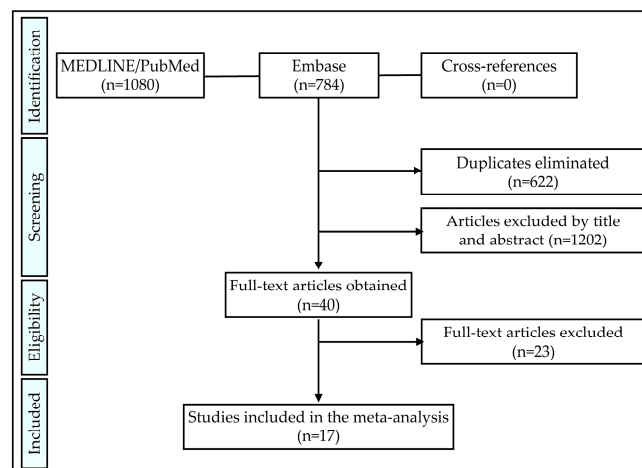 Identification
MEDLINE/PubMed
(n=1080)
Embase
(n=784)
Cross-references
(n=0)
Screening
Duplicates eliminated
(n=622)
Articles excluded by title
and abstract (n=1202)
Eligibility
Full-text articles obtained
(n=40)
Full-text articles excluded
(n=23)
Included
Studies included in the meta-analysis
(n=17)